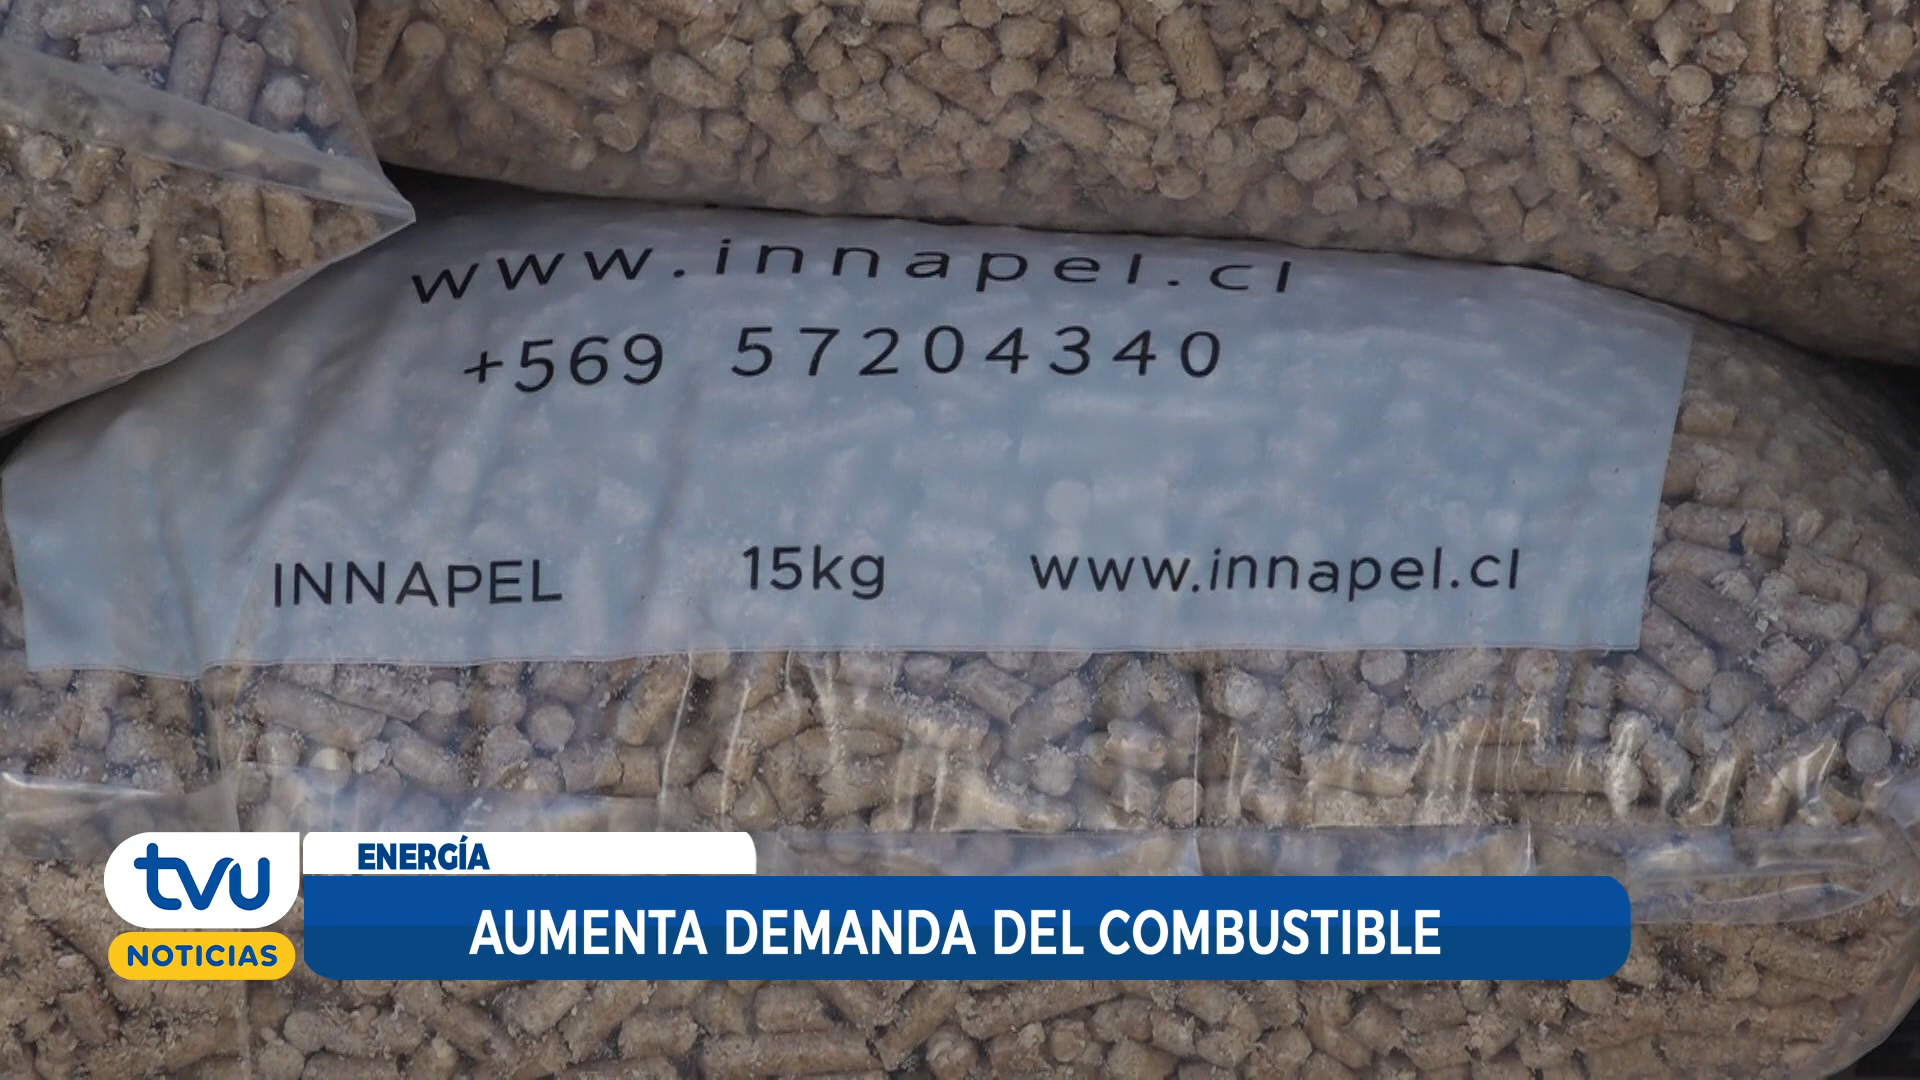 www.innapel.cl
+569 57204340
INNAPEL 15kg www.innapel.cl
tvu
NOTICIAS
ENERGÍA
AUMENTA DEMANDA DEL COMBUSTIBLE